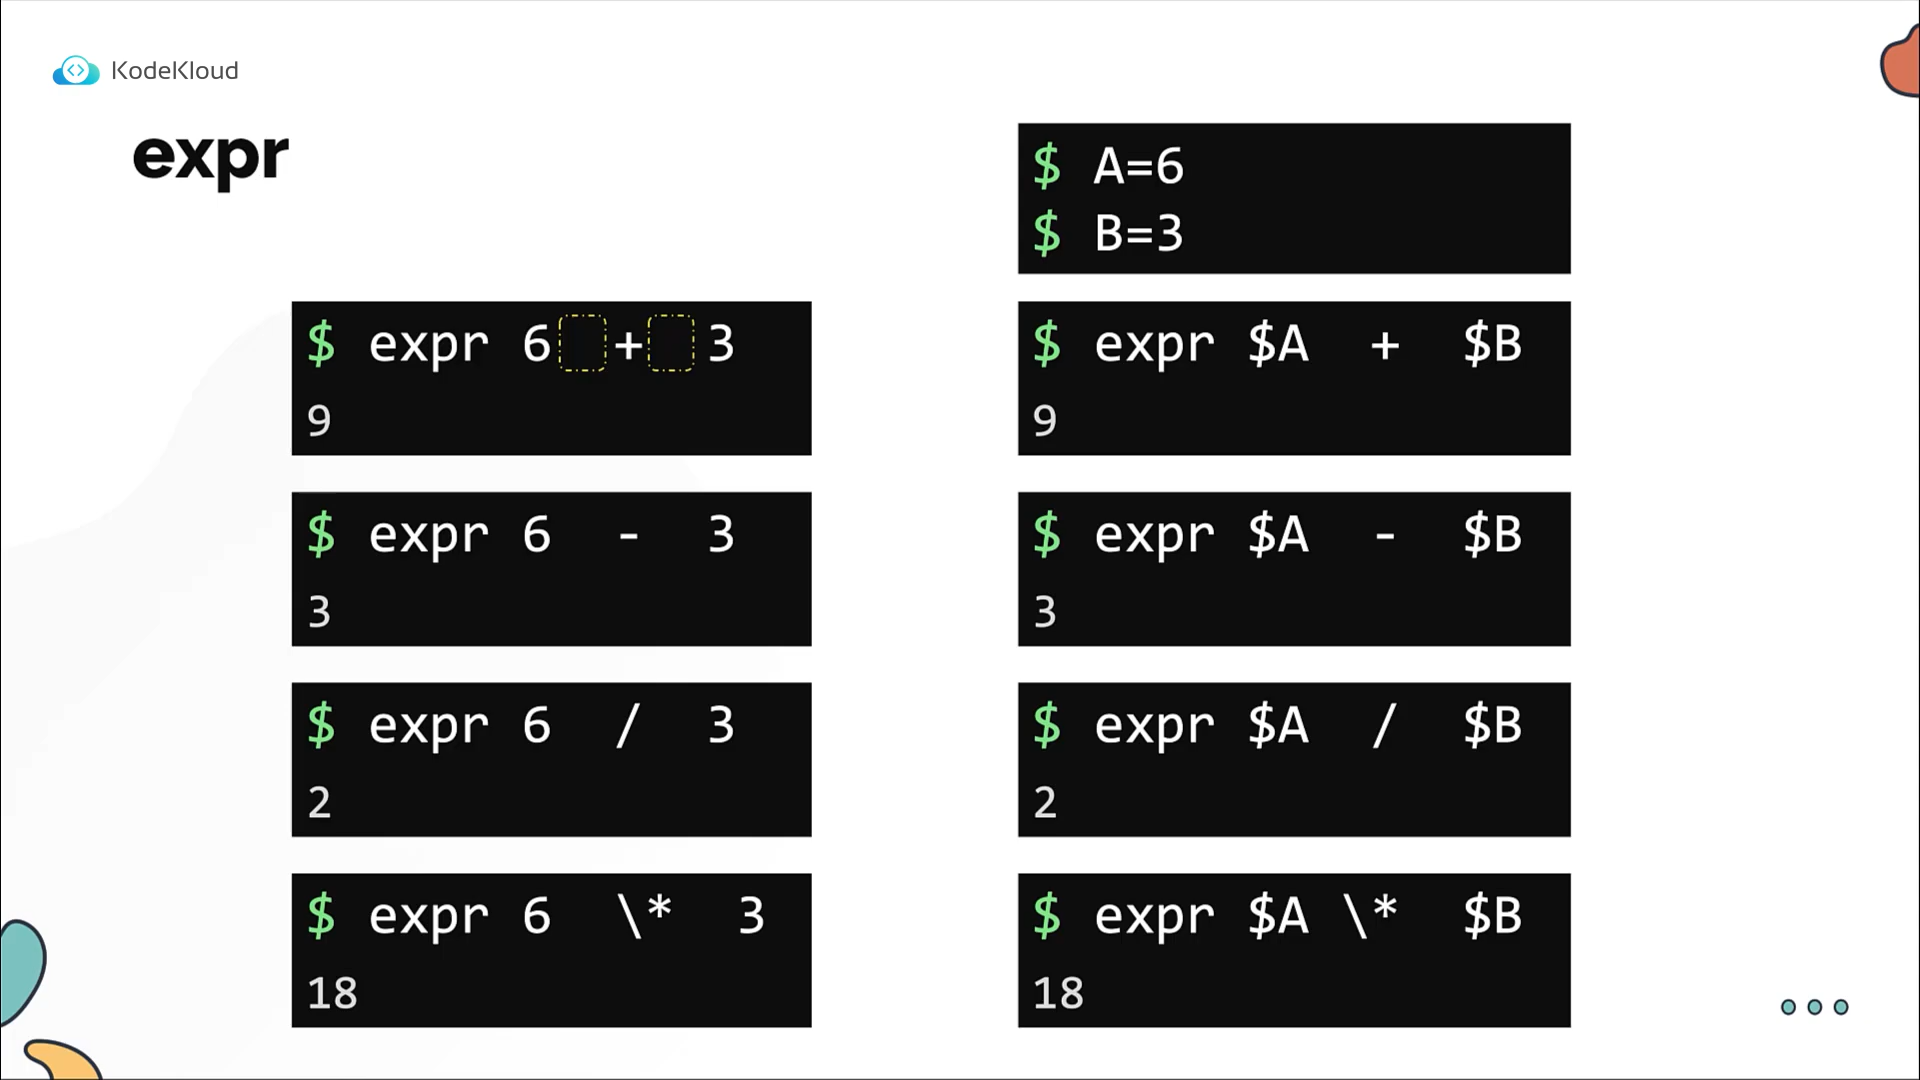 KodeKloud
expr
$ expr 6 + 3
9
$ expr 6 - 3
3
$ expr 6 / 3
2
$ expr 6 \* 3
18
$ A=6
$ B=3
$ expr $A + $B
9
$ expr $A - $B
3
$ expr $A / $B
2
$ expr $A \* $B
18